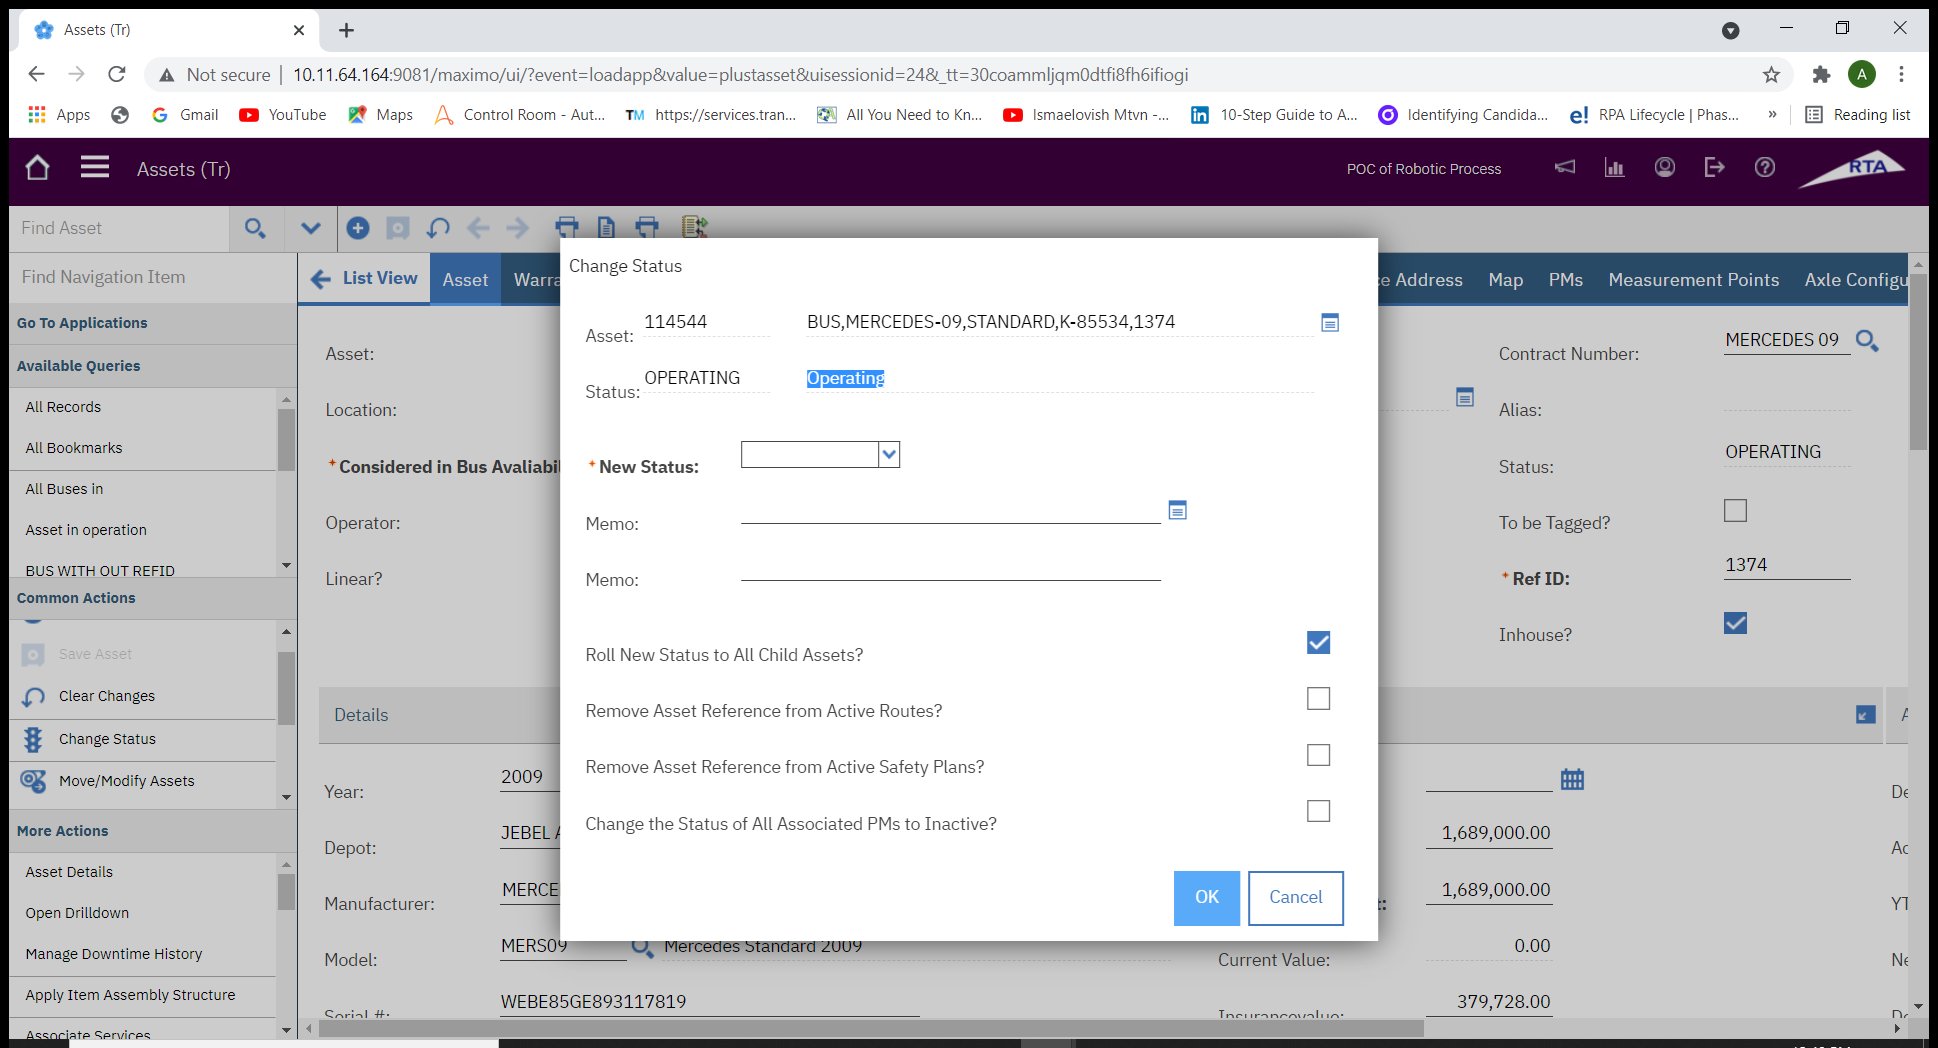 Assets (Tr)
Not secure | 10.11.64.164:9081/maximo/ui/?event=loadapp&value=plustasset&uisessionid=24&_tt=30coammljqm0dtfi8fh6ifiogi
A
Apps Gmail YouTube Maps Control Room - Aut... TM https://services.tran... All You Need to Kn... Ismaelovish Mtvn -... in 10-Step Guide to A... Identifying Candida... e! RPA Lifecycle | Phas... » Reading list
Assets (Tr) POC of Robotic Process RTA
Find Asset
Find Navigation Item
List View Asset Warra Address Map PMs Measurement Points Axle Configu
Go To Applications
Available Queries
All Records
All Bookmarks
All Buses in
Asset in operation
BUS WITH OUT REFID
Common Actions
Save Asset
Clear Changes
Change Status
Move/Modify Assets
More Actions
Asset Details
Open Drilldown
Manage Downtime History
Apply Item Assembly Structure
Associate Services
Asset:
Location:
* Considered in Bus Avaliabil
Operator:
Linear?
Details
Year: 2009
Depot: JEBEL A
Manufacturer: MERCE
Model: MERS09 Mercedes Standard 2009
Serial #: WEBE85GE893117819
Change Status
Asset: 114544 BUS,MERCEDES-09,STANDARD,K-85534,1374
Status: OPERATING Operating
* New Status:
Memo:
Memo:
Roll New Status to All Child Assets?
Remove Asset Reference from Active Routes?
Remove Asset Reference from Active Safety Plans?
Change the Status of All Associated PMs to Inactive?
OK Cancel
Contract Number: MERCEDES 09
Alias:
Status: OPERATING
To be Tagged?
* Ref ID: 1374
Inhouse?
1,689,000.00
1,689,000.00
Current Value: 0.00
Insurancevalue: 379,728.00